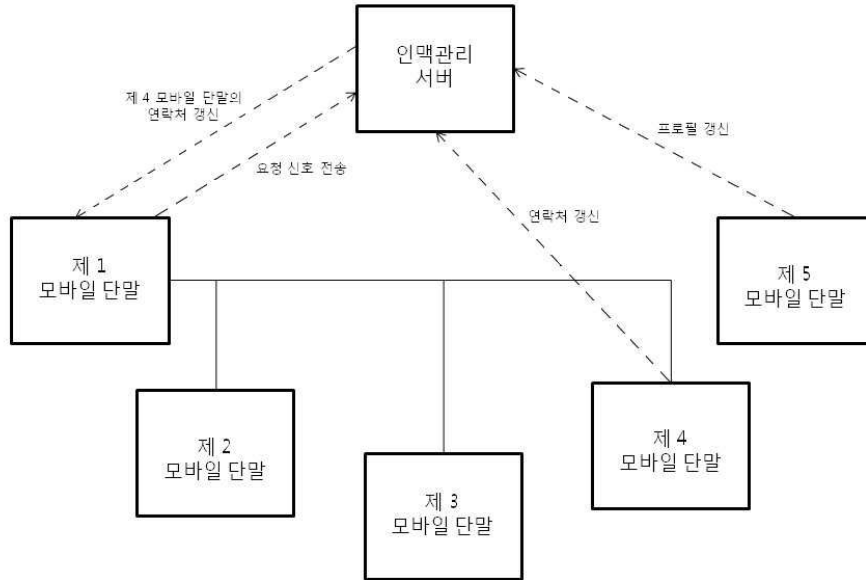 인맥관리
서버
제 4 모바일 단말의
연락처 갱신
요청 신호 전송
프로필 갱신
연락처 갱신
제 1
모바일 단말
제 5
모바일 단말
제 2
모바일 단말
제 3
모바일 단말
제 4
모바일 단말